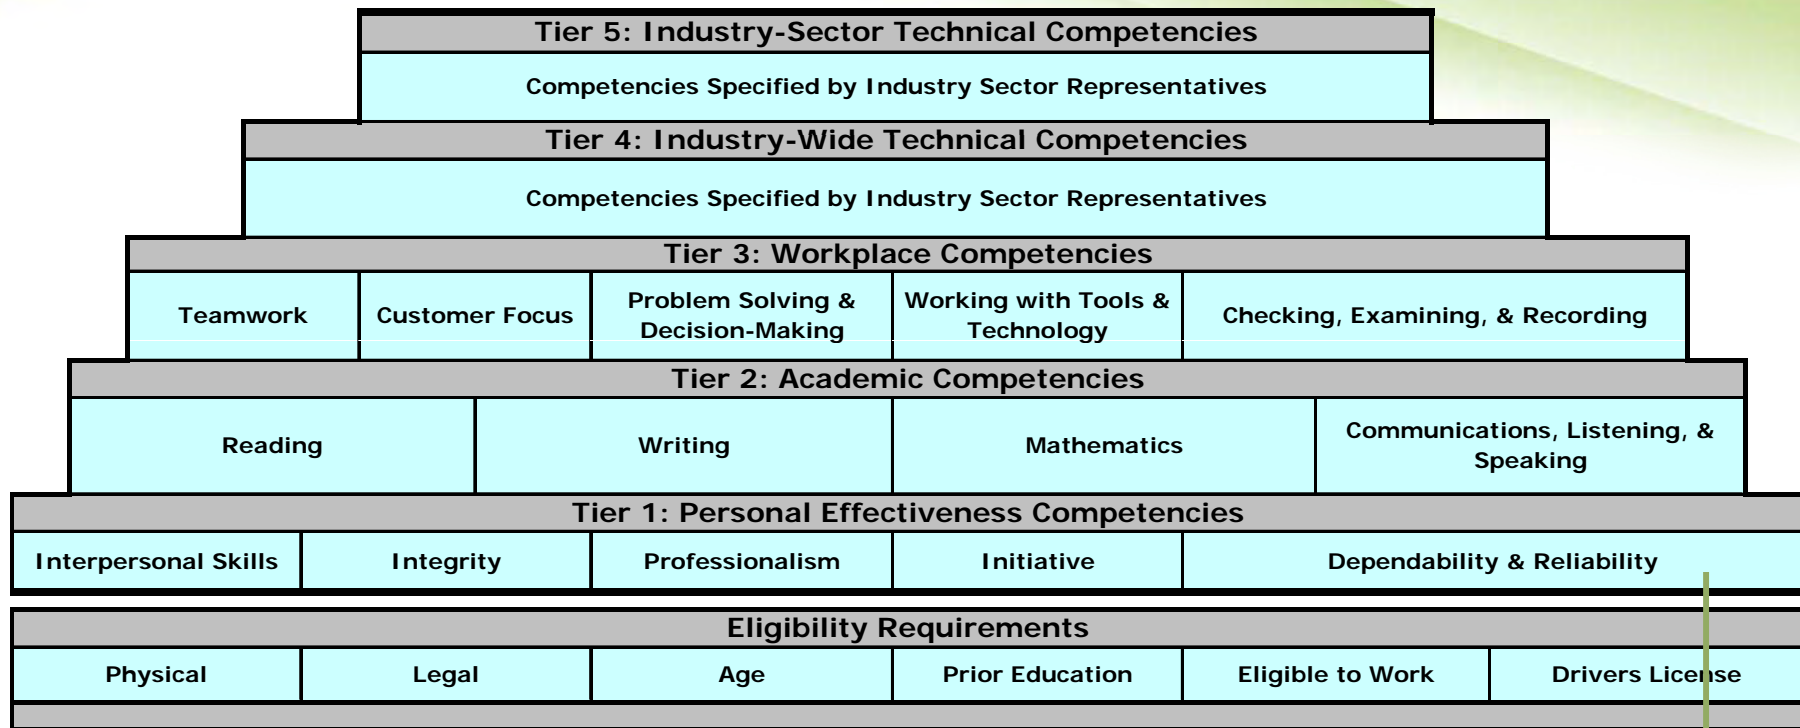 Tier 5: Industry-Sector Technical Competencies
Competencies Specified by Industry Sector Representatives
Tier 4: Industry-Wide Technical Competencies
Competencies Specified by Industry Sector Representatives
Tier 3: Workplace Competencies
Teamwork
Customer Focus
Problem Solving &
Decision-Making
Working with Tools &
Technology
Checking, Examining, & Recording
Tier 2: Academic Competencies
Reading
Writing
Mathematics
Communications, Listening, &
Speaking
Tier 1: Personal Effectiveness Competencies
Interpersonal Skills
Integrity
Professionalism
Initiative
Dependability & Reliability
Eligibility Requirements
Physical
Legal
Age
Prior Education
Eligible to Work
Drivers License